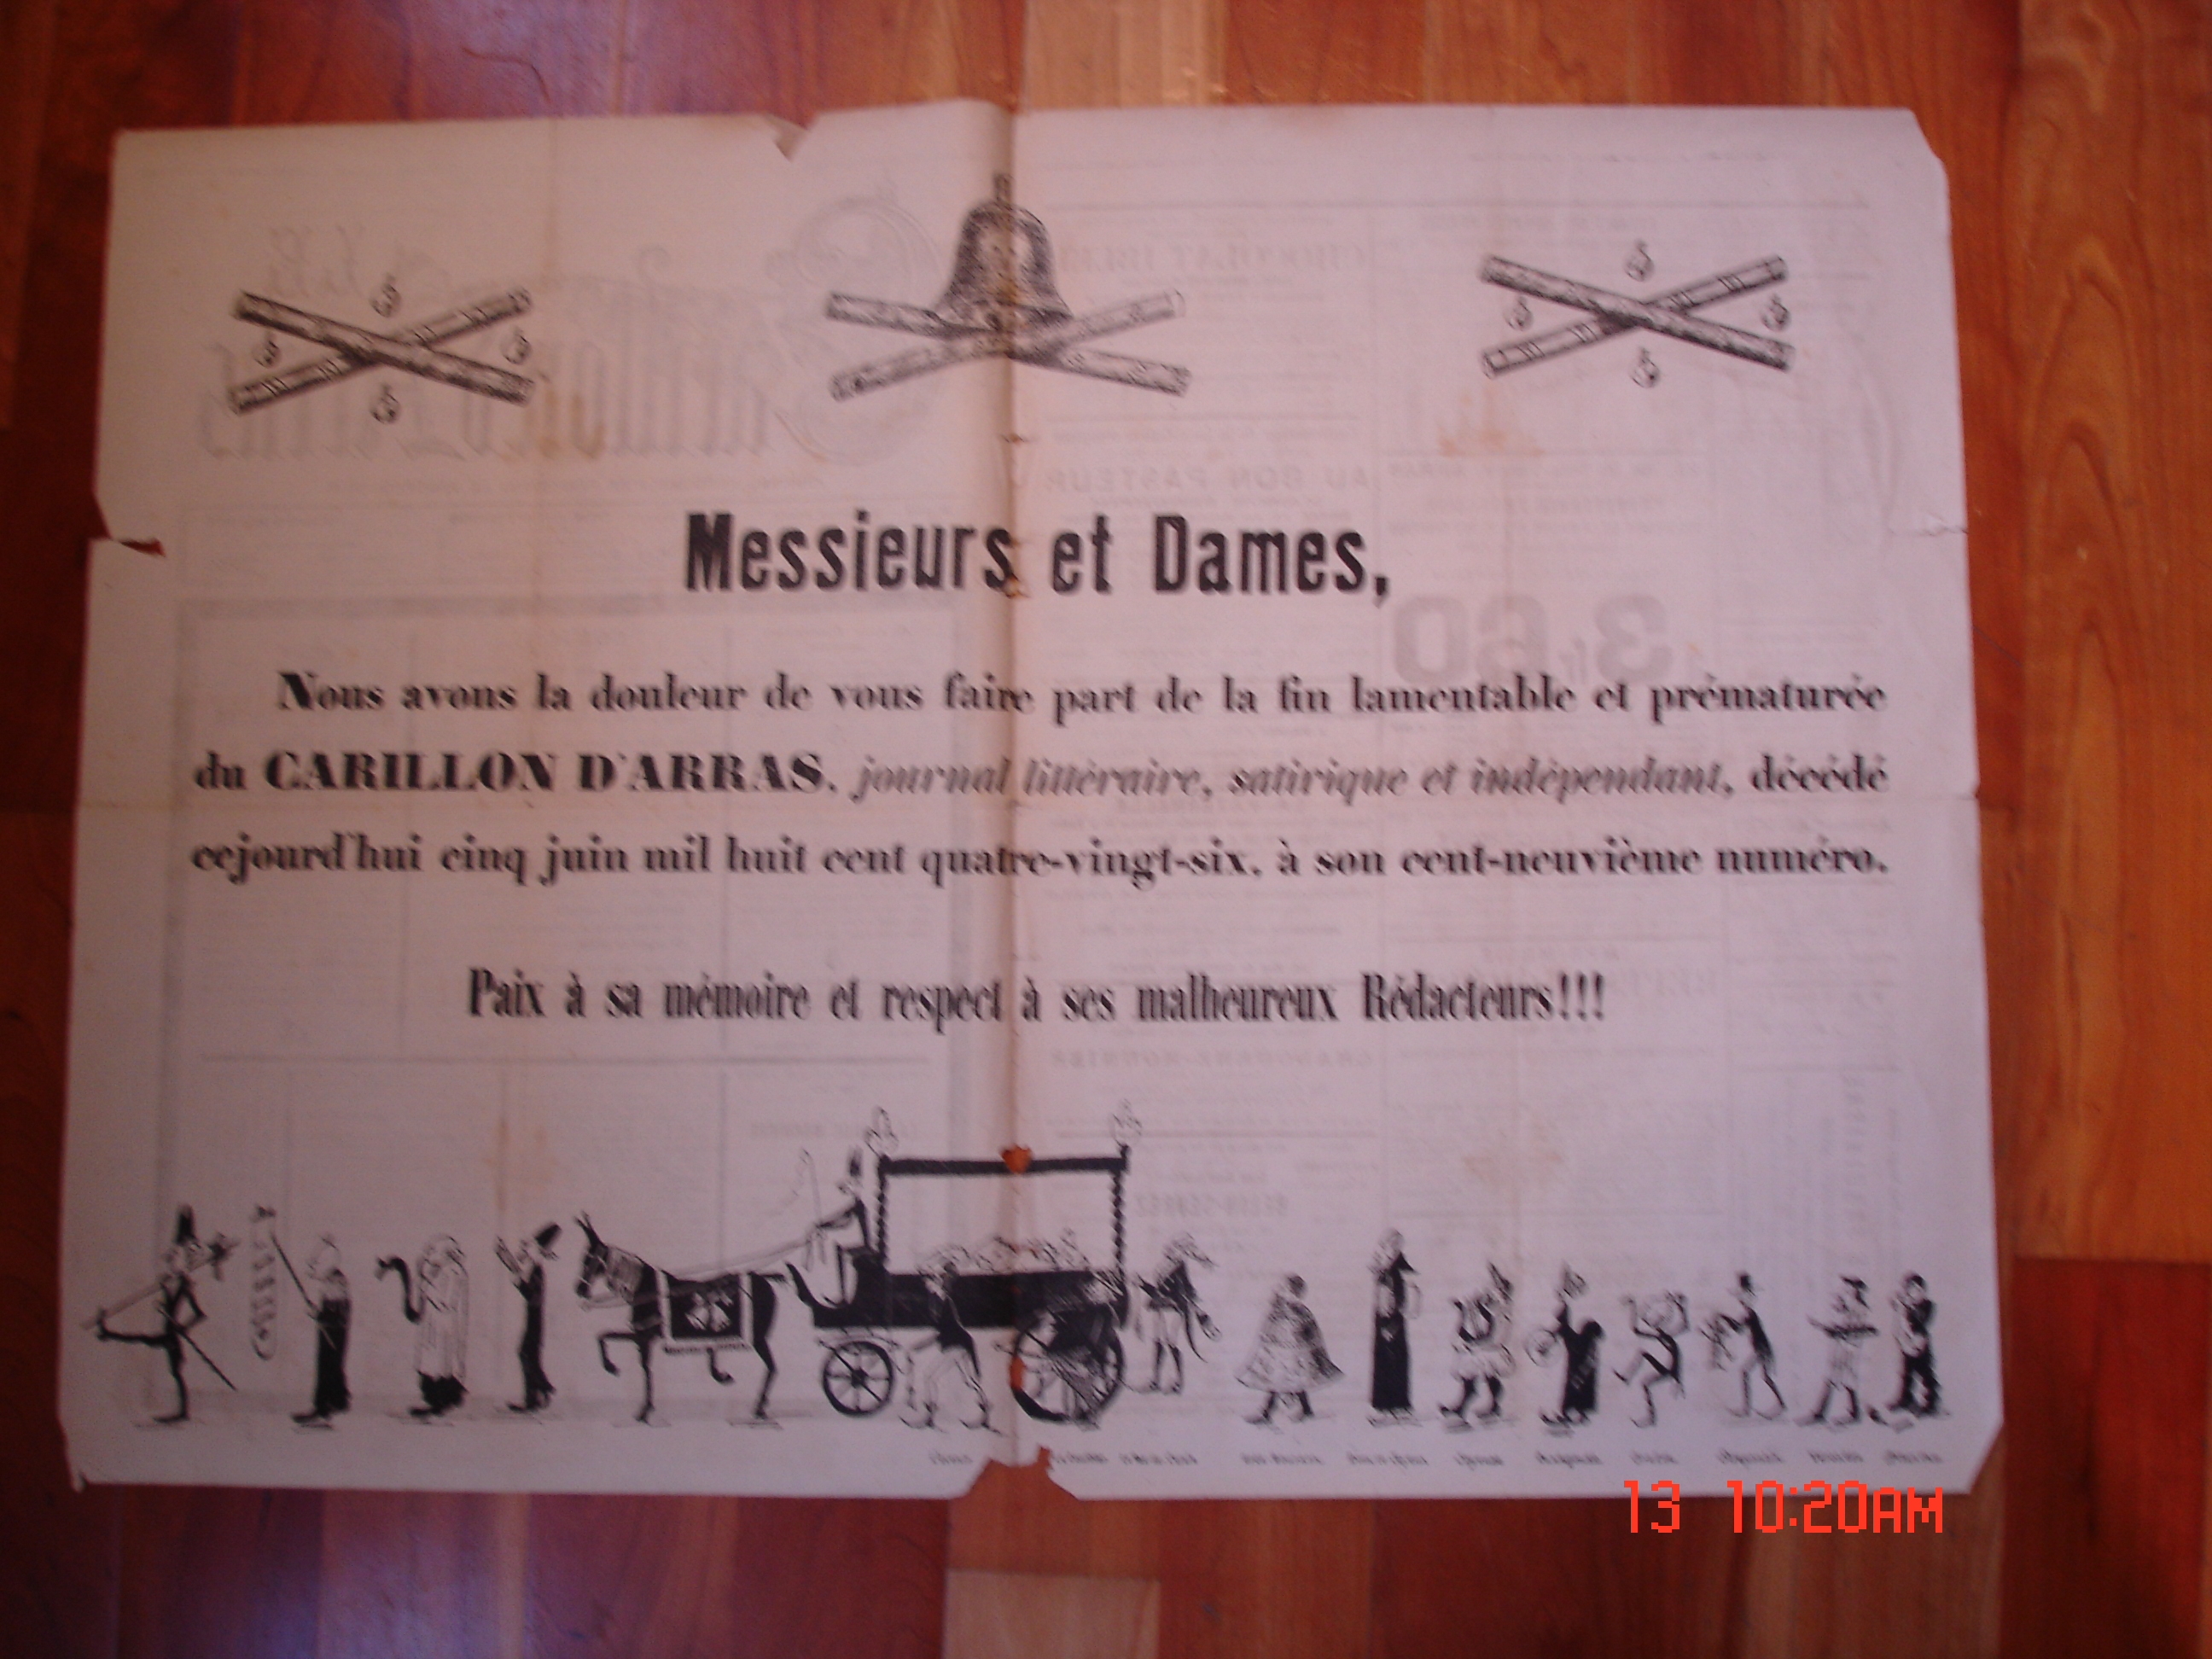 Messieurs et Dames,
Nous avons la douleur de vous faire part de la fin lamentable et prématurée
du CARILLON D'ARRAS, journal littéraire, satirique et indépendant, décédé
cejourd'hui cinq juin mil huit cent quatre-vingt-six, à son cent-neuvième numéro.
Paix à sa mémoire et respect à ses malheureux Rédacteurs!!!
13 10:20AM